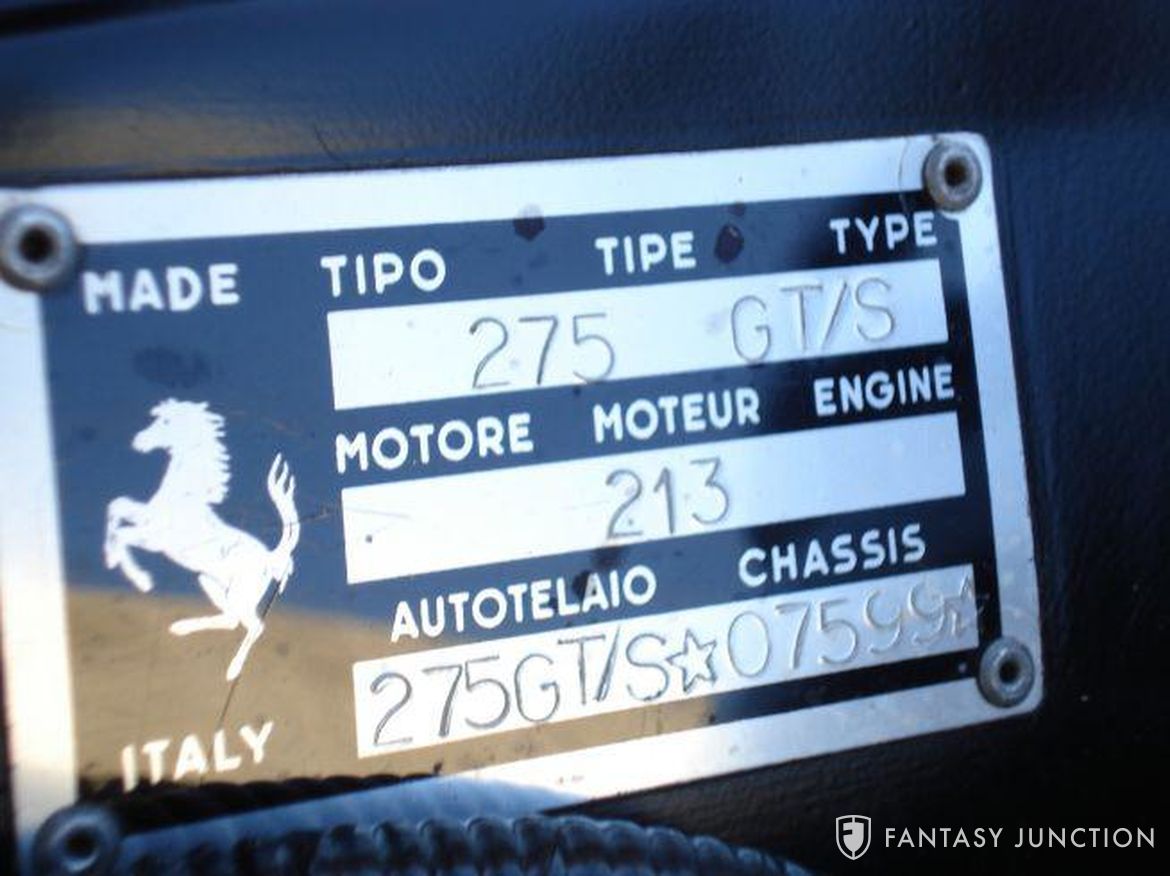 MADE TIPO TIPE TYPE
275 GT/S
MOTORE MOTEUR ENGINE
213
AUTOTELAIO CHASSIS
275GT/S☆07599☆
ITALY
FANTASY JUNCTION